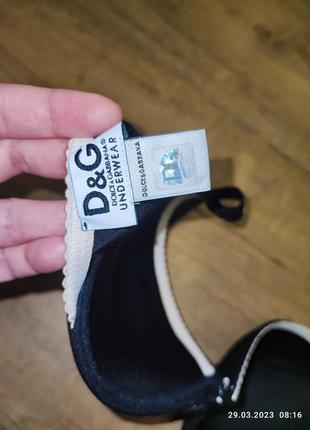 D&G
DOLCE & GABBANA®
UNDERWEAR
DOLCE&GABBANA
29.03.2023 08:16